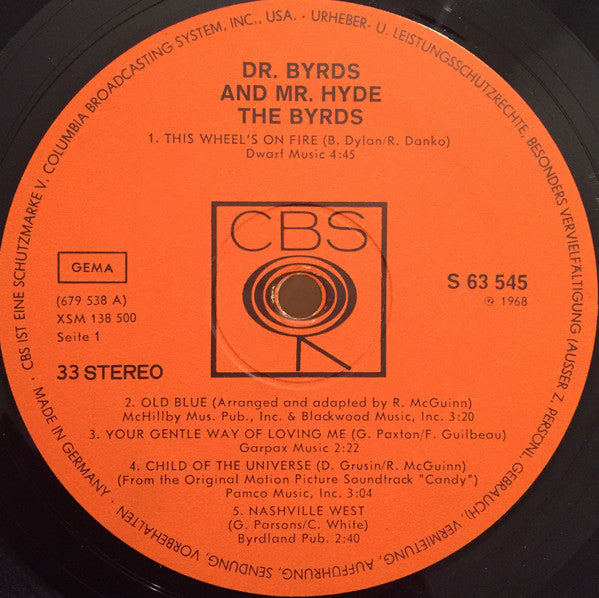 CBS IST EINE SCHUTZMARKE V. COLUMBIA BROADCASTING SYSTEM, INC., USA. · URHEBER- U. LEISTUNGSSCHUTZRECHTE, BESONDERS VERVIELFÄLTIGUNG (AUSSER Z. PERSÖNL. GEBRAUCH), VERMIETUNG, AUFFÜHRUNG, SENDUNG, VORBEHALTEN · MADE IN GERMANY ·
DR. BYRDS
AND MR. HYDE
THE BYRDS
1. THIS WHEEL'S ON FIRE (B. Dylan/R. Danko)
Dwarf Music 4:45
CBS
GEMA
(679 538 A)
XSM 138 500
Seite 1
33 STEREO
S 63 545
℗ 1968
2. OLD BLUE (Arranged and adapted by R. McGuinn)
McHillby Mus. Pub., Inc. & Blackwood Music, Inc. 3:20
3. YOUR GENTLE WAY OF LOVING ME (G. Paxton/F. Guilbeau)
Garpax Music 2:22
4. CHILD OF THE UNIVERSE (D. Grusin/R. McGuinn)
(From the Original Motion Picture Soundtrack "Candy")
Pamco Music, Inc. 3:04
5. NASHVILLE WEST
(G. Parsons/C. White)
Byrdland Pub. 2:40